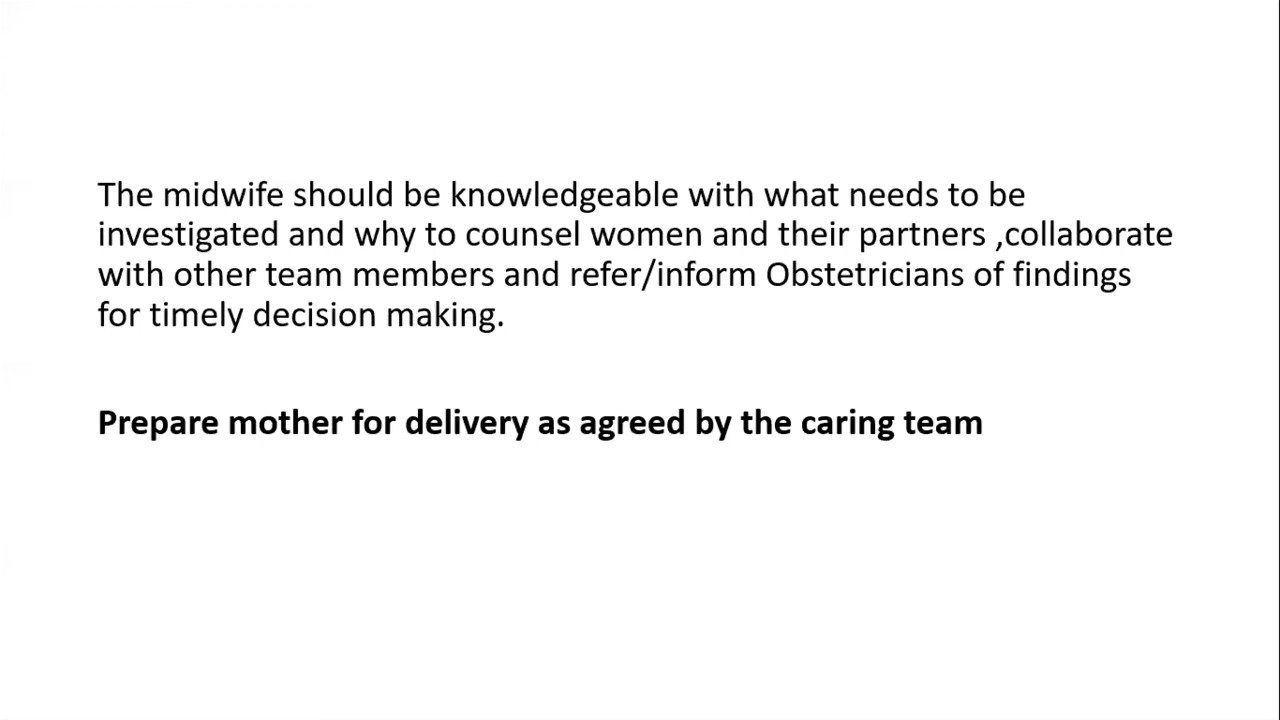 The midwife should be knowledgeable with what needs to be
investigated and why to counsel women and their partners ,collaborate
with other team members and refer/inform Obstetricians of findings
for timely decision making.
Prepare mother for delivery as agreed by the caring team